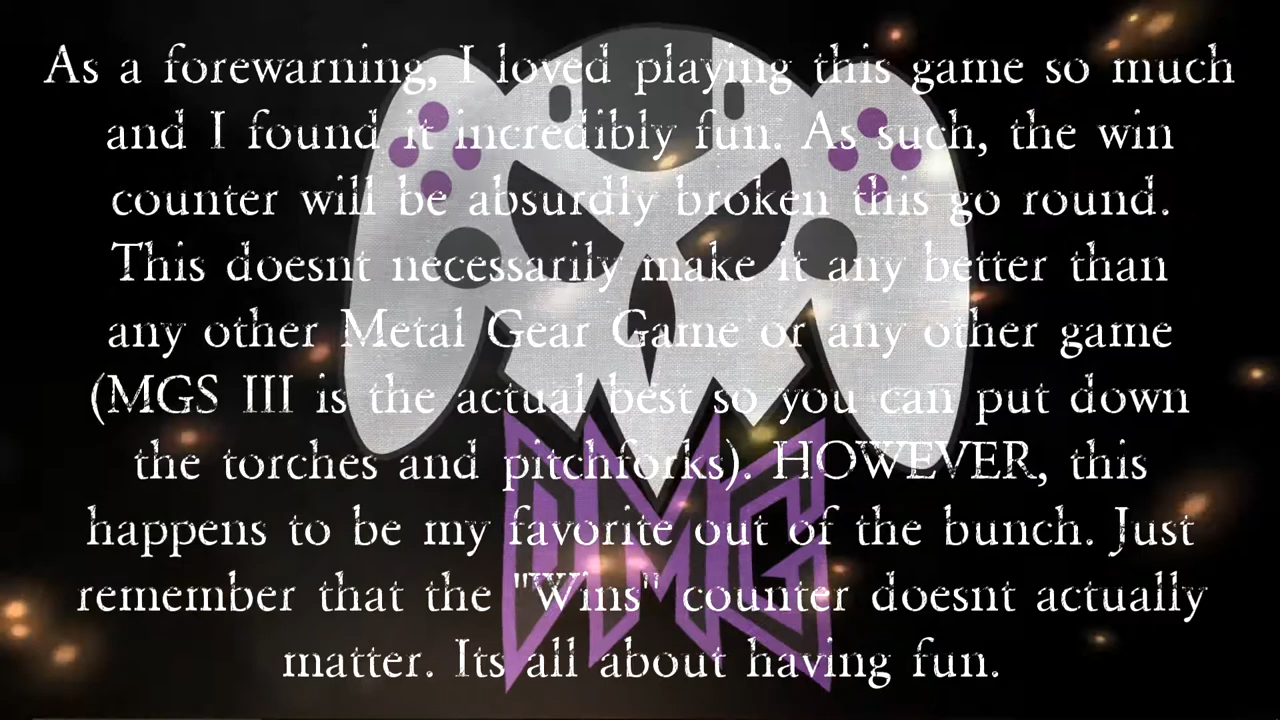 As a forewarning, I loved playing this game so much
and I found it incredibly fun. As such, the win
counter will be absurdly broken this go round.
This doesnt necessarily make it any better than
any other Metal Gear Game or any other game
(MGS III is the actual best so you can put down
the torches and pitchforks). HOWEVER, this
happens to be my favorite out of the bunch. Just
remember that the "Wins" counter doesnt actually
matter. Its all about having fun.
DMG